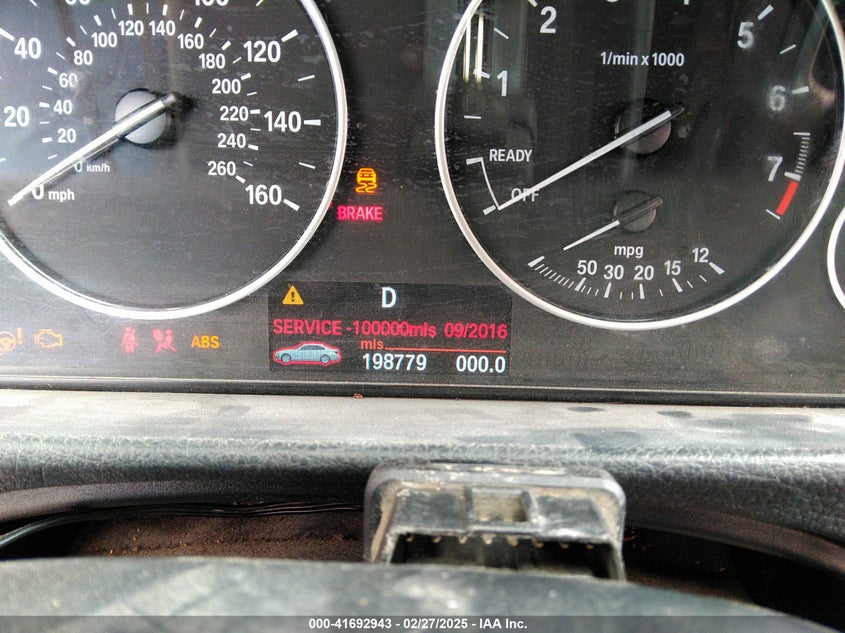 20 40 120 140 160
20 40 60 80 100 120 140 160 180 200 220 240 260
0 km/h
0 mph
BRAKE
1 2 5 6 7
1/min x 1000
READY
OFF
mpg
50 30 20 15 12
D
SERVICE -100000mls 09/2016
mls
198779 000.0
! ABS
000-41692943 - 02/27/2025 - IAA Inc.